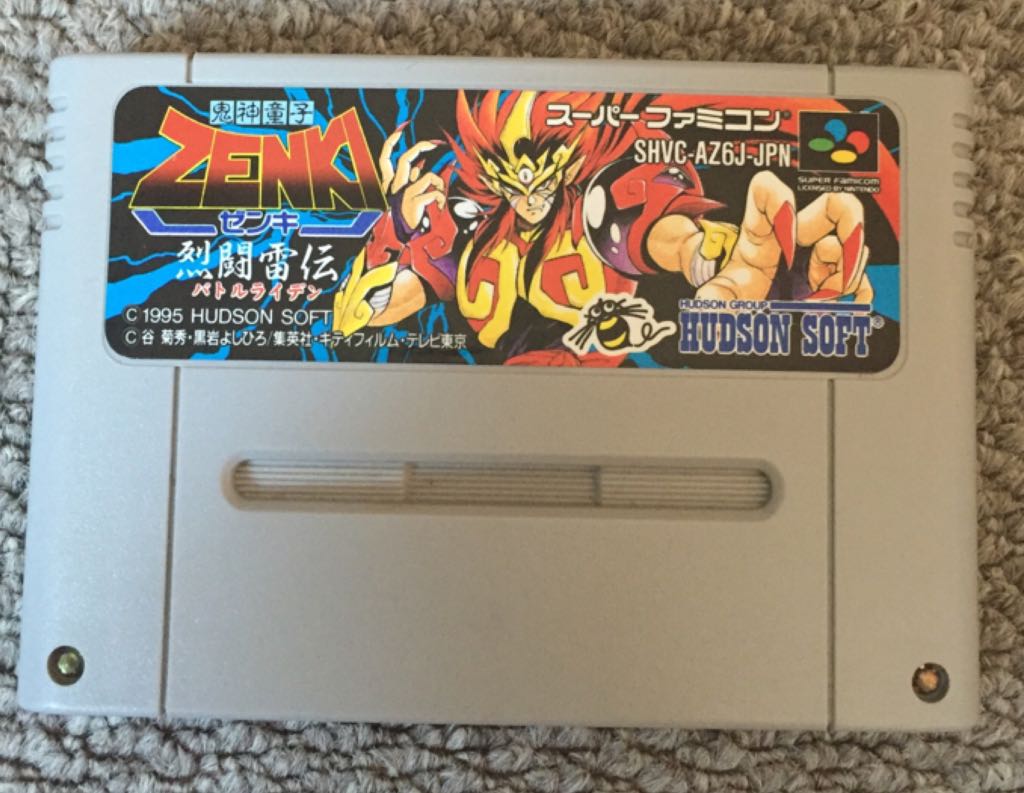 鬼神童子
ZENKI
ゼンキ
烈闘雷伝
バトルライデン
© 1995 HUDSON SOFT
© 谷 菊秀・黒岩よしひろ/集英社・キティフィルム・テレビ東京
スーパーファミコン®
SHVC-AZ6J-JPN
SUPER FAMICOM
LICENSED BY NINTENDO
HUDSON GROUP
HUDSON SOFT®